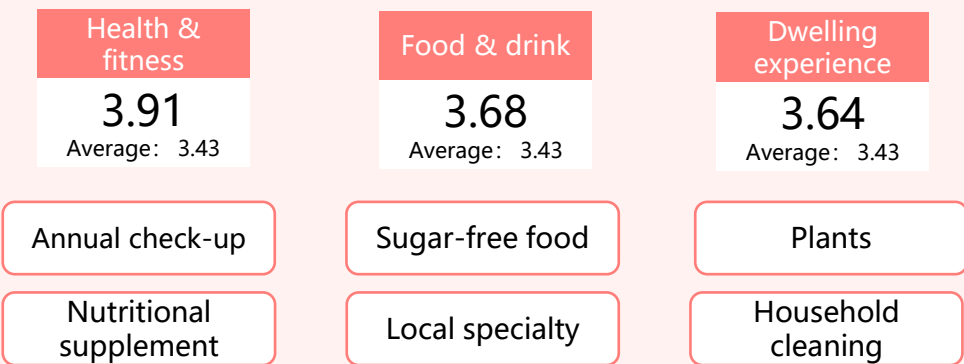 Health &
fitness
3.91
Average： 3.43
Food & drink
3.68
Average： 3.43
Dwelling
experience
3.64
Average： 3.43
Annual check-up
Sugar-free food
Plants
Nutritional
supplement
Local specialty
Household
cleaning